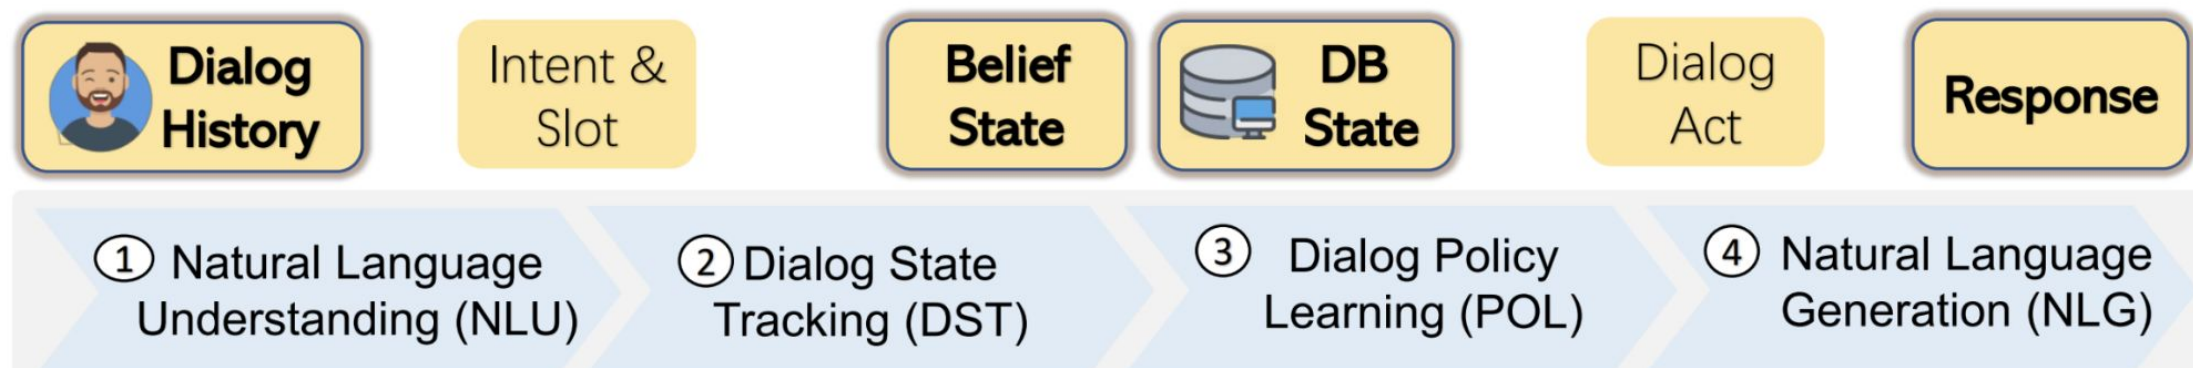 Dialog
History
Intent &
Slot
Belief
State
DB
State
Dialog
Act
Response
1 Natural Language
Understanding (NLU)
2 Dialog State
Tracking (DST)
3 Dialog Policy
Learning (POL)
4 Natural Language
Generation (NLG)